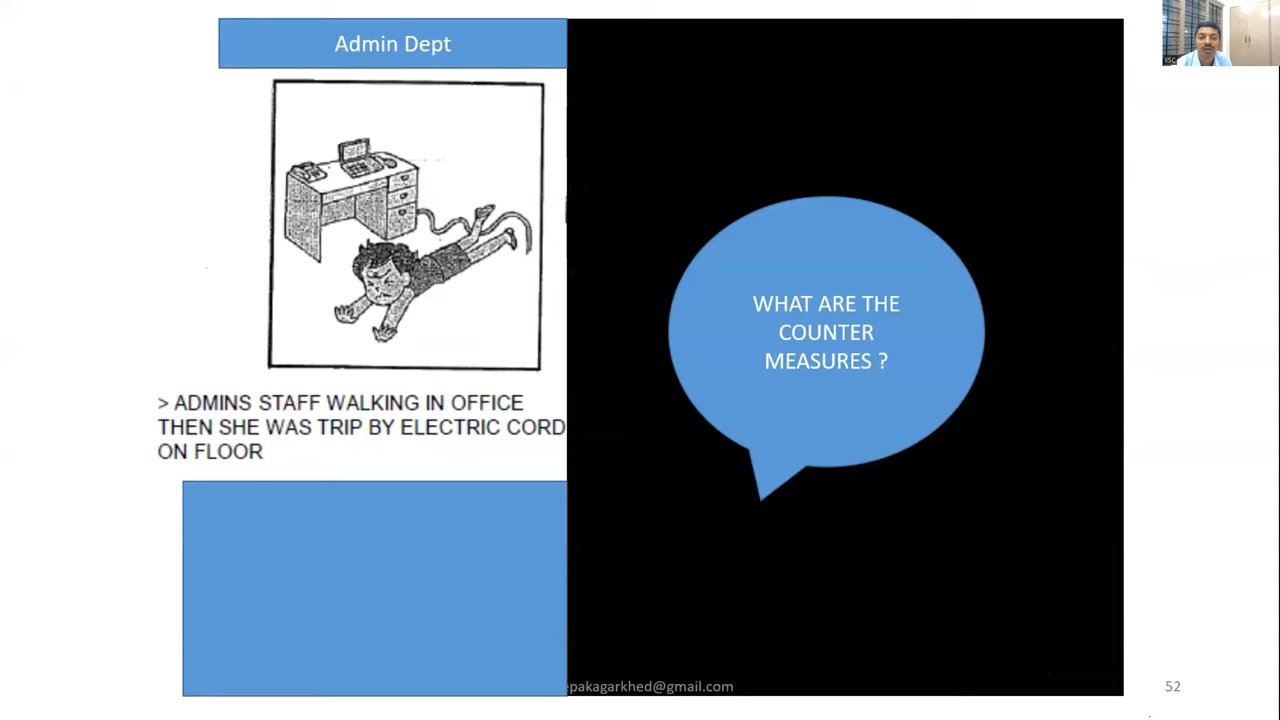 Admin Dept
> ADMINS STAFF WALKING IN OFFICE
THEN SHE WAS TRIP BY ELECTRIC CORD
ON FLOOR
WHAT ARE THE
COUNTER
MEASURES ?
epakagarkhed@gmail.com
52